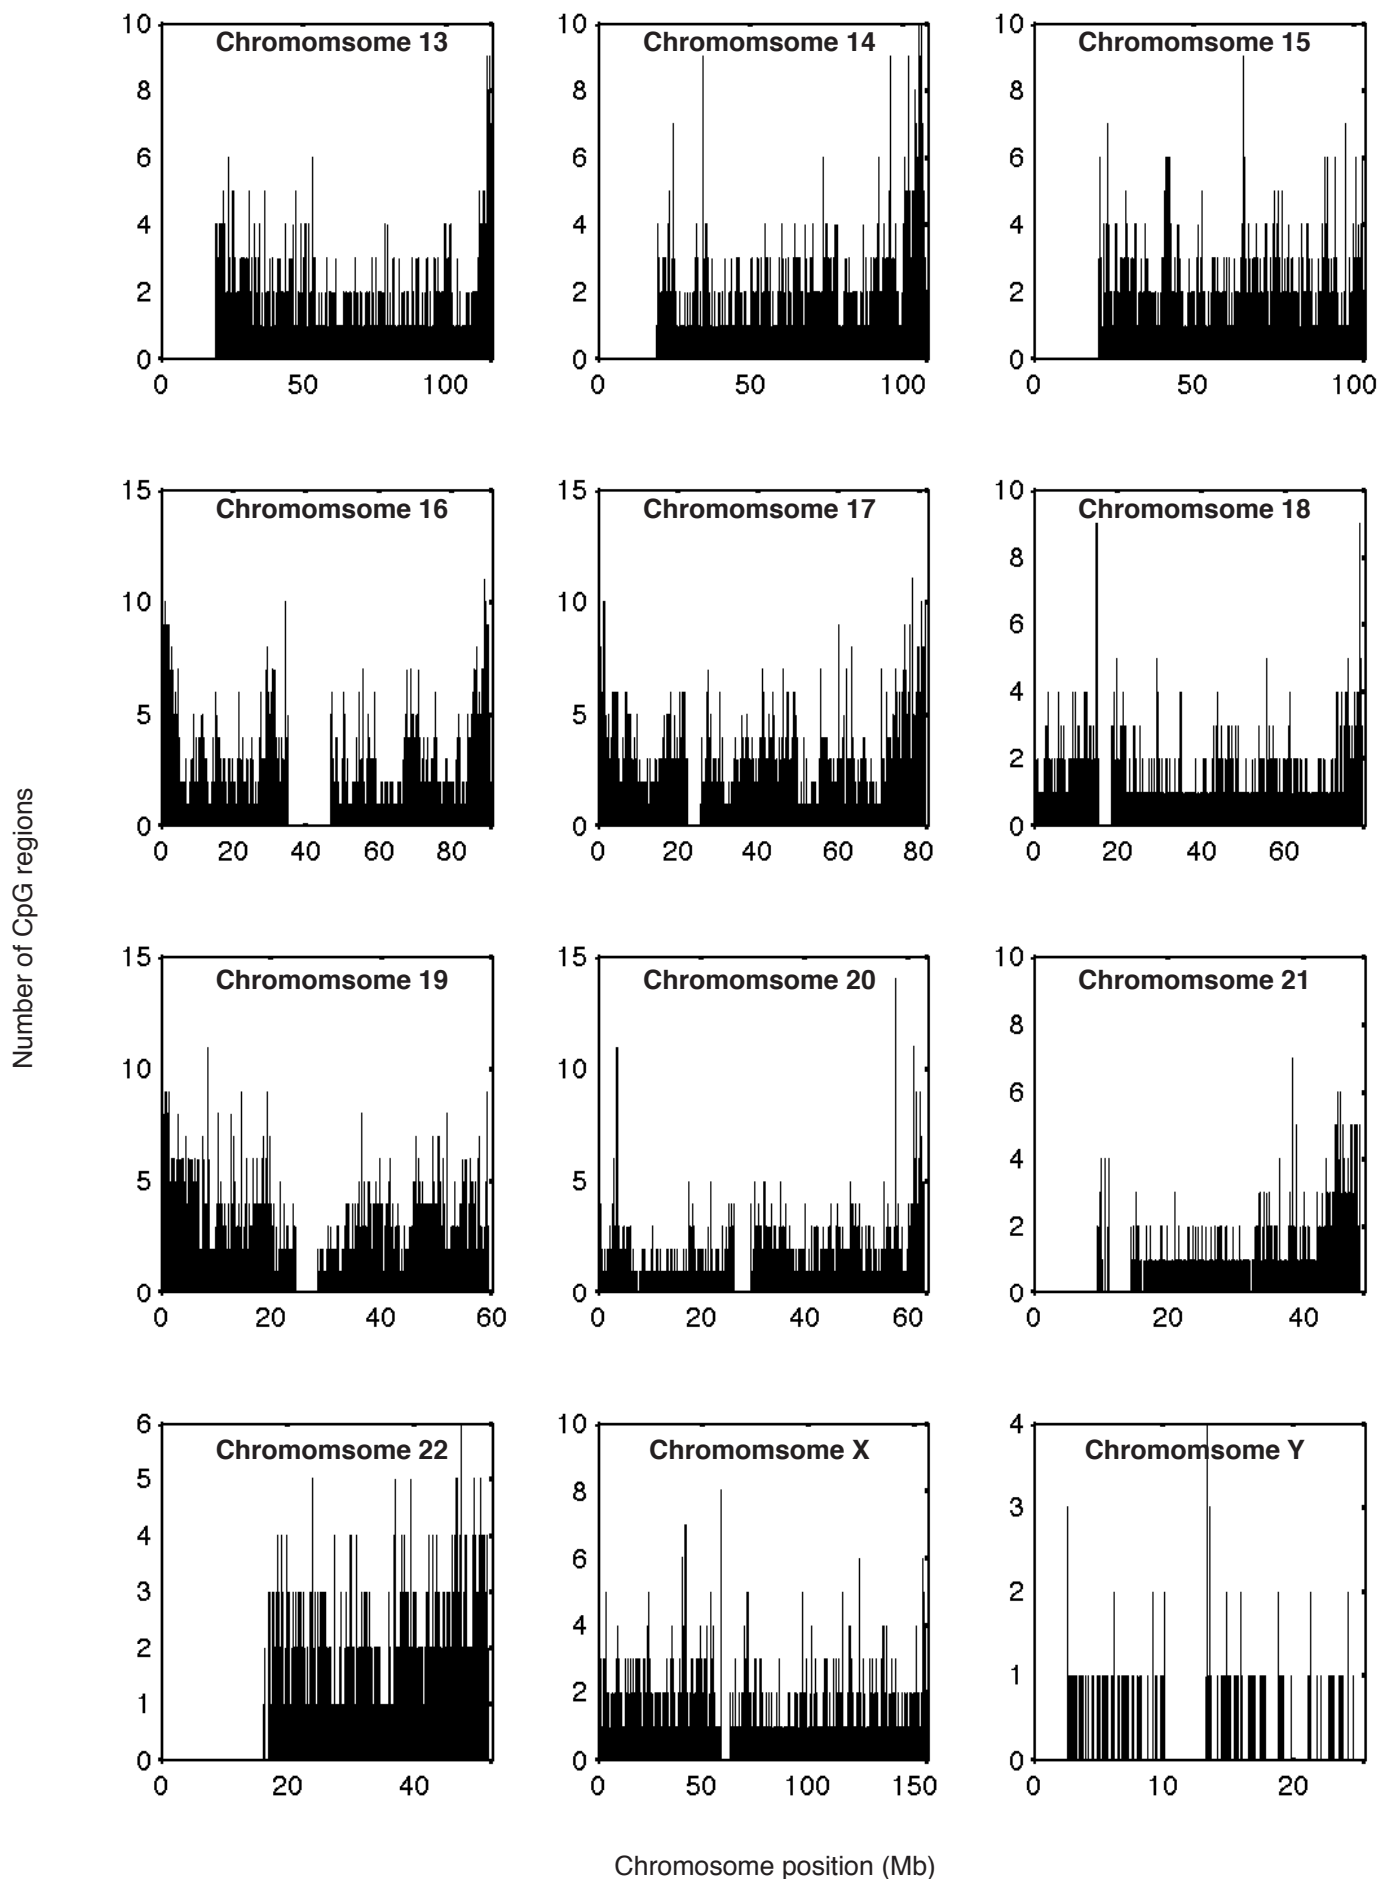 Chromomsome 13
10
8
6
4
2
0
0 50 100
Chromomsome 14
10
8
6
4
2
0
0 50 100
Chromomsome 15
10
8
6
4
2
0
0 50 100
Chromomsome 16
15
10
5
0
0 20 40 60 80
Chromomsome 17
15
10
5
0
0 20 40 60 80
Chromomsome 18
10
8
6
4
2
0
0 20 40 60
Number of CpG regions
Chromomsome 19
15
10
5
0
0 20 40 60
Chromomsome 20
15
10
5
0
0 20 40 60
Chromomsome 21
10
8
6
4
2
0
0 20 40
Chromomsome 22
6
5
4
3
2
1
0
0 20 40
Chromomsome X
10
8
6
4
2
0
0 50 100 150
Chromomsome Y
4
3
2
1
0
0 10 20
Chromosome position (Mb)